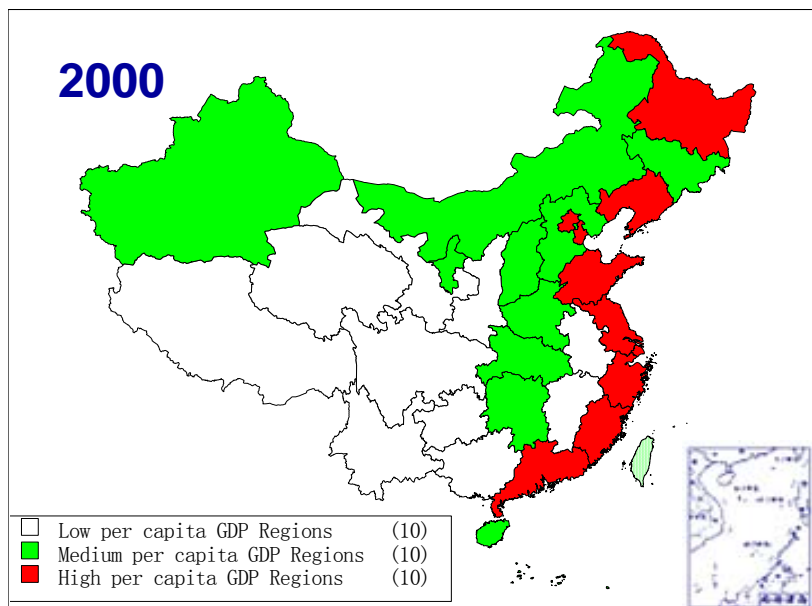 2000
Low per capita GDP Regions (10)
Medium per capita GDP Regions (10)
High per capita GDP Regions (10)